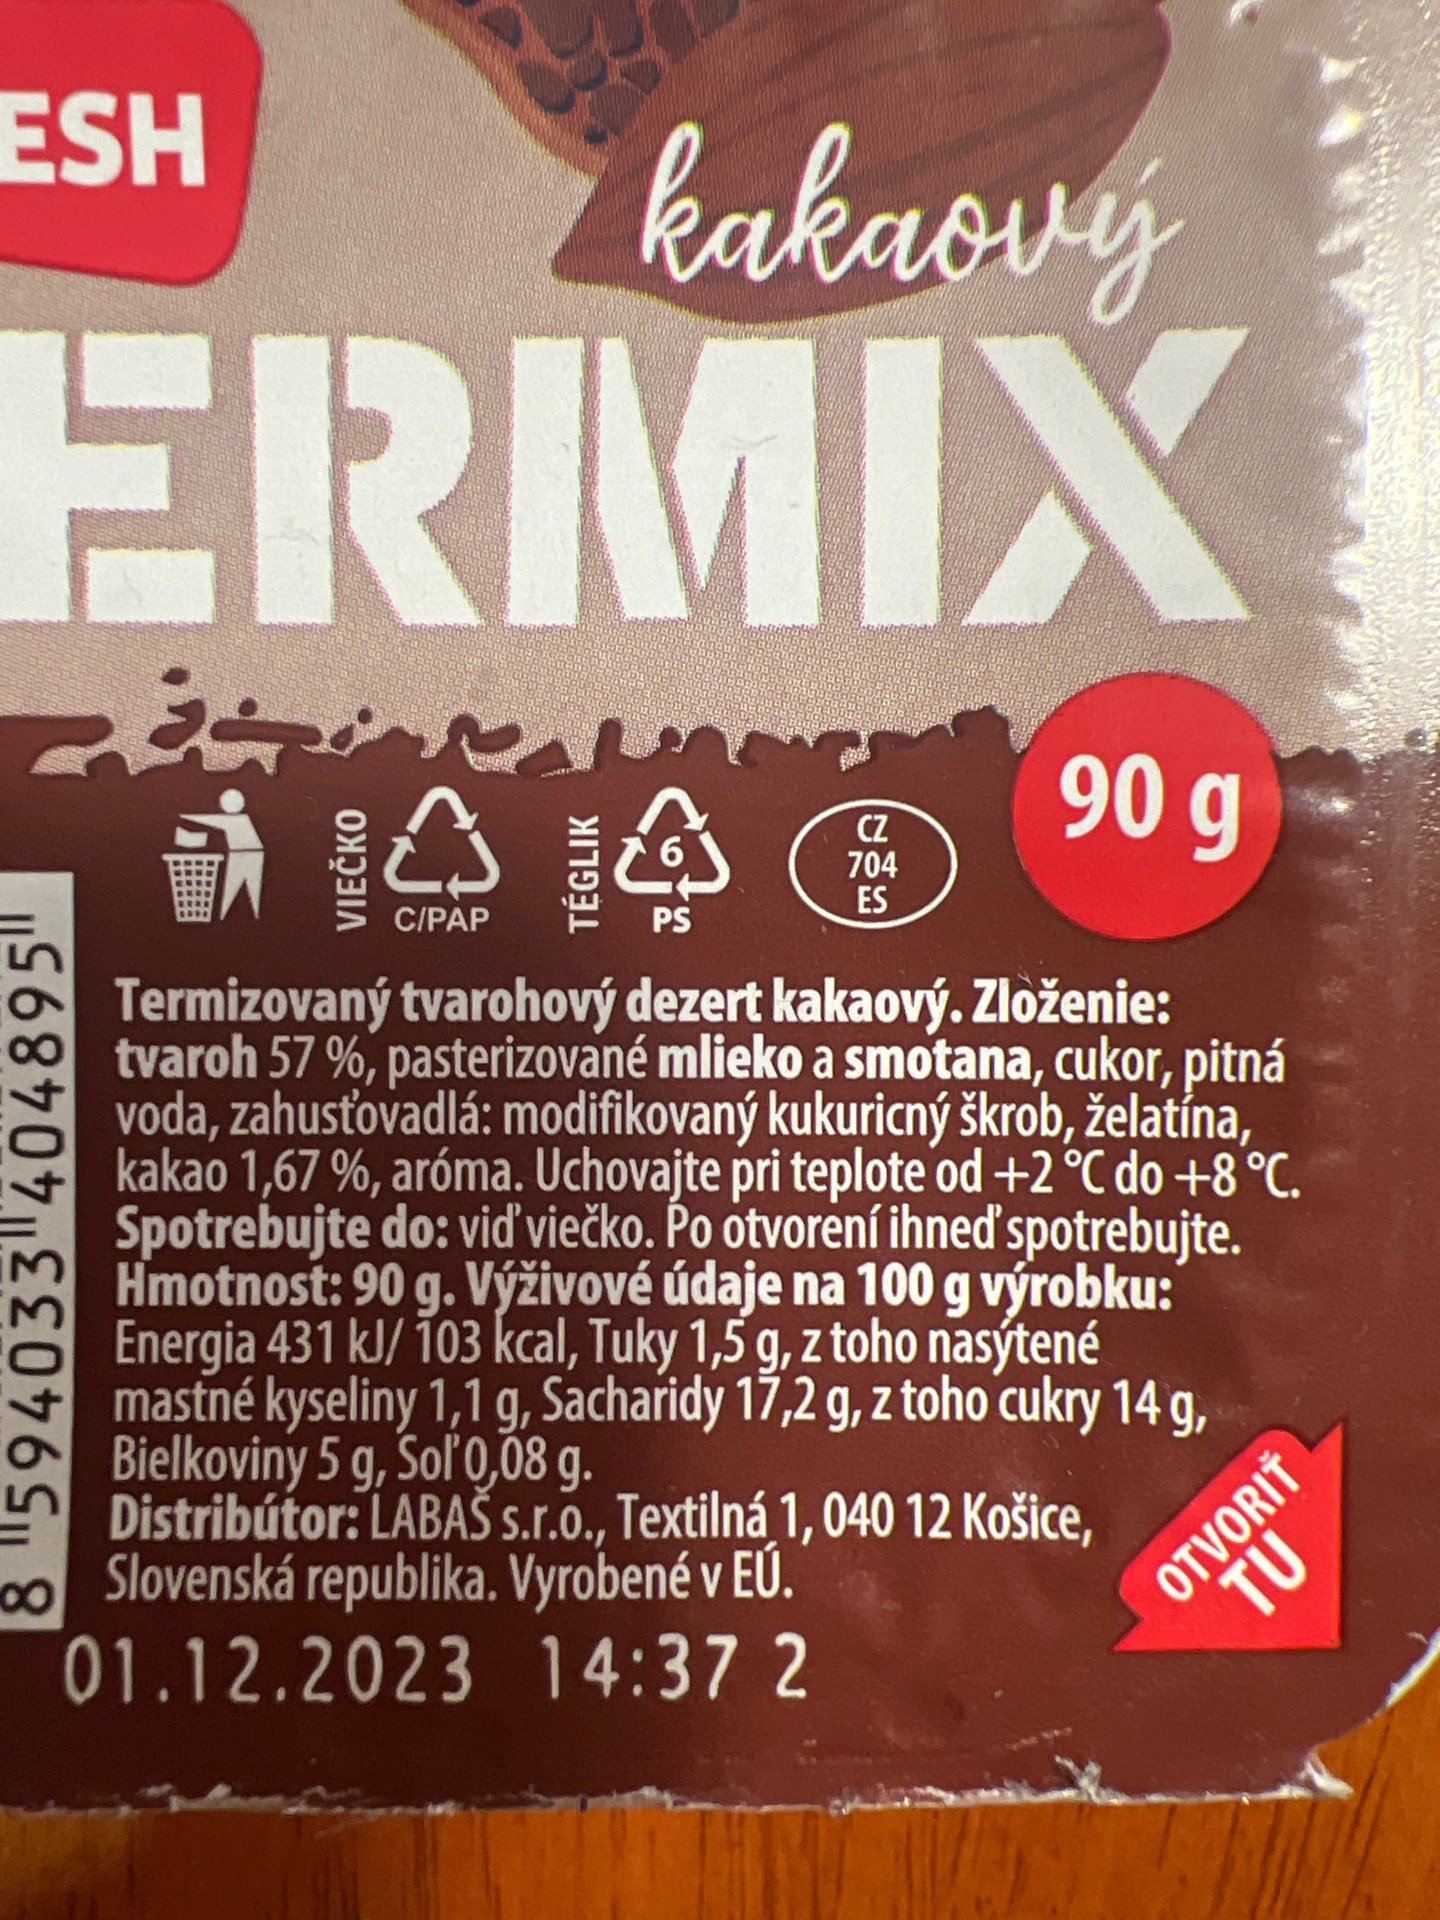 ESH
kakaový
ERMIX
90 g
VIEČKO
C/PAP
TÉGLIK
6
PS
CZ
704
ES
Termizovaný tvarohový dezert kakaový. Zloženie:
tvaroh 57 %, pasterizované mlieko a smotana, cukor, pitná
voda, zahusťovadlá: modifikovaný kukuricný škrob, želatína,
kakao 1,67 %, aróma. Uchovajte pri teplote od +2 °C do +8 °C.
Spotrebujte do: viď viečko. Po otvorení ihneď spotrebujte.
Hmotnost: 90 g. Výživové údaje na 100 g výrobku:
Energia 431 kJ/ 103 kcal, Tuky 1,5 g, z toho nasýtené
mastné kyseliny 1,1 g, Sacharidy 17,2 g, z toho cukry 14 g,
Bielkoviny 5 g, Soľ 0,08 g.
Distribútor: LABAŠ s.r.o., Textilná 1, 040 12 Košice,
Slovenská republika. Vyrobené v EÚ.
OTVORIŤ
TU
8 594033 404895
01.12.2023 14:37 2